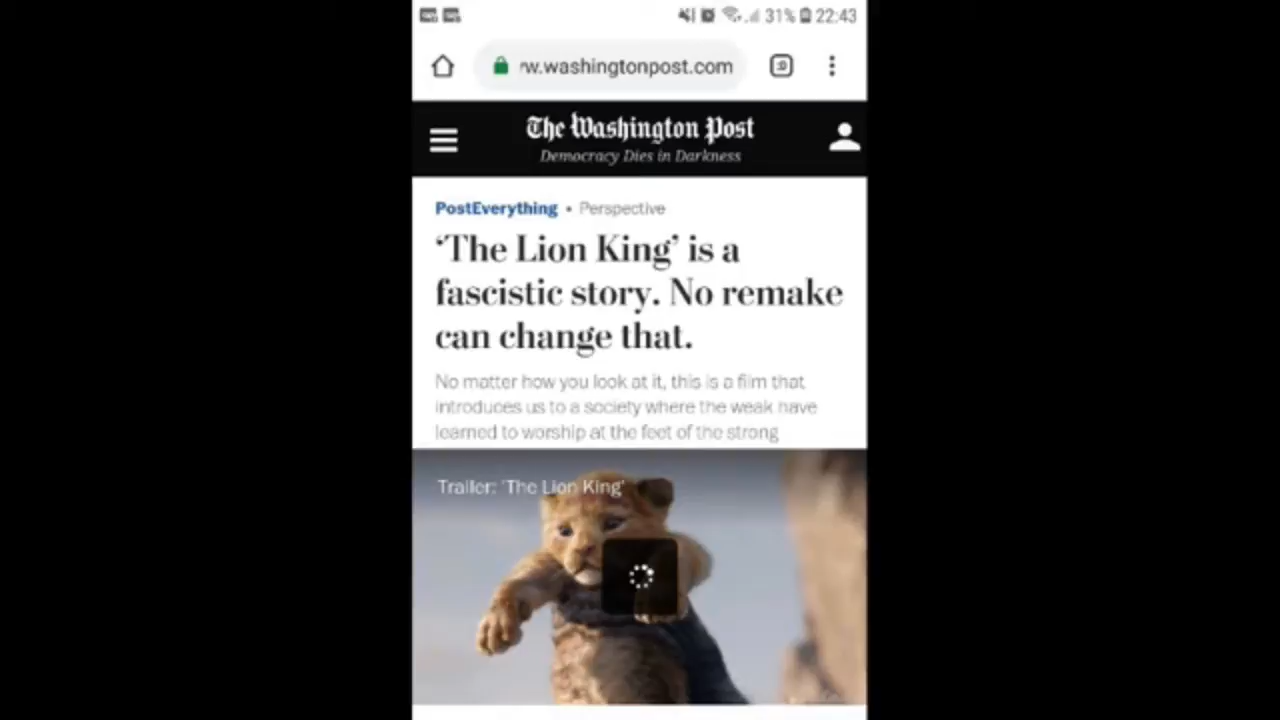 31% 22:43
w.washingtonpost.com
The Washington Post
Democracy Dies in Darkness
PostEverything • Perspective
‘The Lion King’ is a
fascistic story. No remake
can change that.
No matter how you look at it, this is a film that
introduces us to a society where the weak have
learned to worship at the feet of the strong
Trailer: ‘The Lion King’